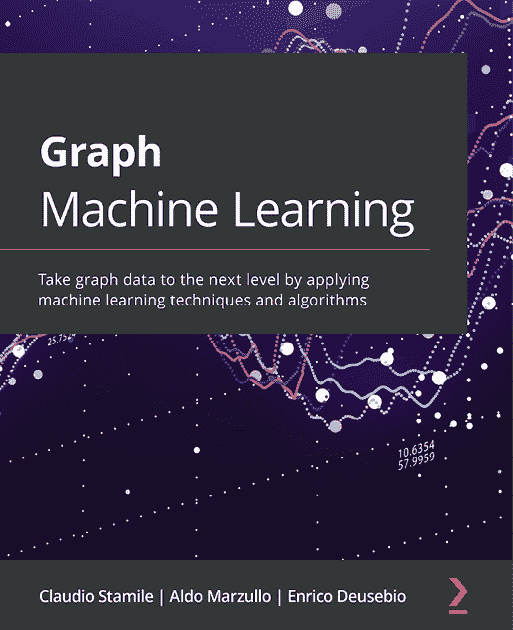 Graph
Machine Learning
Take graph data to the next level by applying
machine learning techniques and algorithms
25.7524
10.6354
57.9959
Claudio Stamile | Aldo Marzullo | Enrico Deusebio